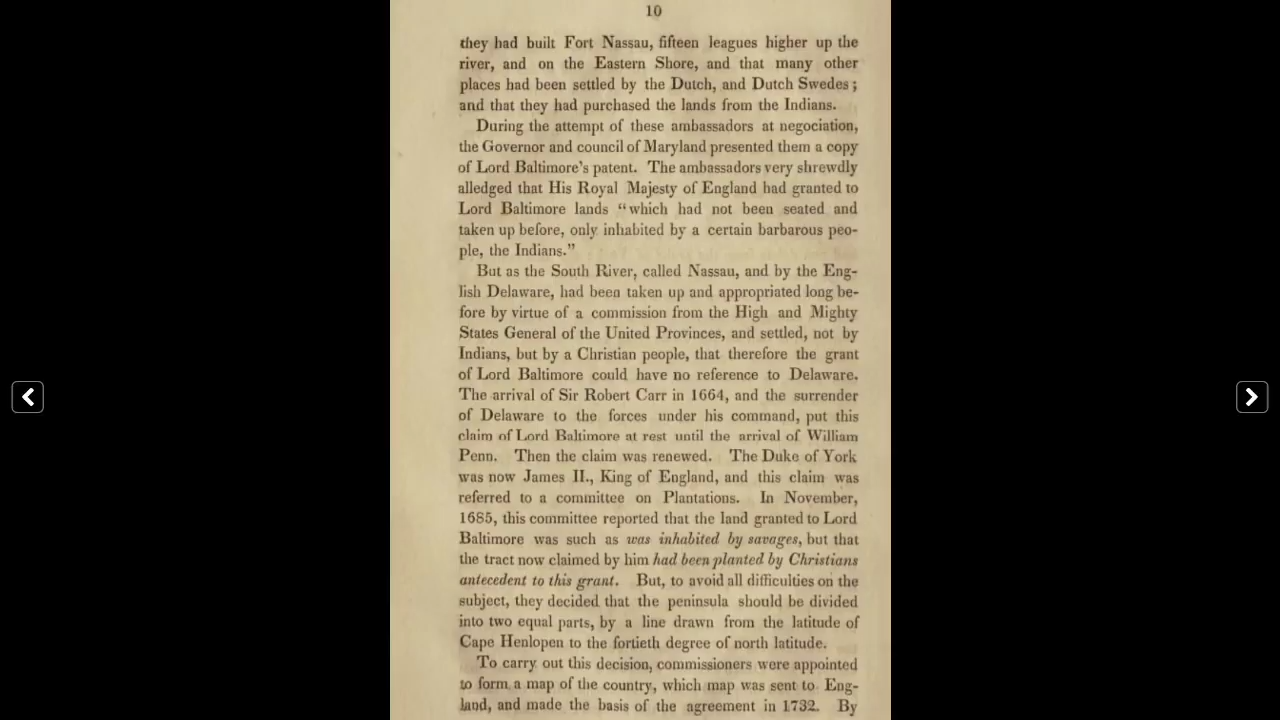 10
they had built Fort Nassau, fifteen leagues higher up the
river, and on the Eastern Shore, and that many other
places had been settled by the Dutch, and Dutch Swedes;
and that they had purchased the lands from the Indians.
During the attempt of these ambassadors at negociation,
the Governor and council of Maryland presented them a copy
of Lord Baltimore's patent. The ambassadors very shrewdly
alledged that His Royal Majesty of England had granted to
Lord Baltimore lands “which had not been seated and
taken up before, only inhabited by a certain barbarous peo-
ple, the Indians.”
But as the South River, called Nassau, and by the Eng-
lish Delaware, had been taken up and appropriated long be-
fore by virtue of a commission from the High and Mighty
States General of the United Provinces, and settled, not by
Indians, but by a Christian people, that therefore the grant
of Lord Baltimore could have no reference to Delaware.
The arrival of Sir Robert Carr in 1664, and the surrender
of Delaware to the forces under his command, put this
claim of Lord Baltimore at rest until the arrival of William
Penn. Then the claim was renewed. The Duke of York
was now James II., King of England, and this claim was
referred to a committee on Plantations. In November,
1685, this committee reported that the land granted to Lord
Baltimore was such as was inhabited by savages, but that
the tract now claimed by him had been planted by Christians
antecedent to this grant. But, to avoid all difficulties on the
subject, they decided that the peninsula should be divided
into two equal parts, by a line drawn from the latitude of
Cape Henlopen to the fortieth degree of north latitude.
To carry out this decision, commissioners were appointed
to form a map of the country, which map was sent to Eng-
land, and made the basis of the agreement in 1732. By